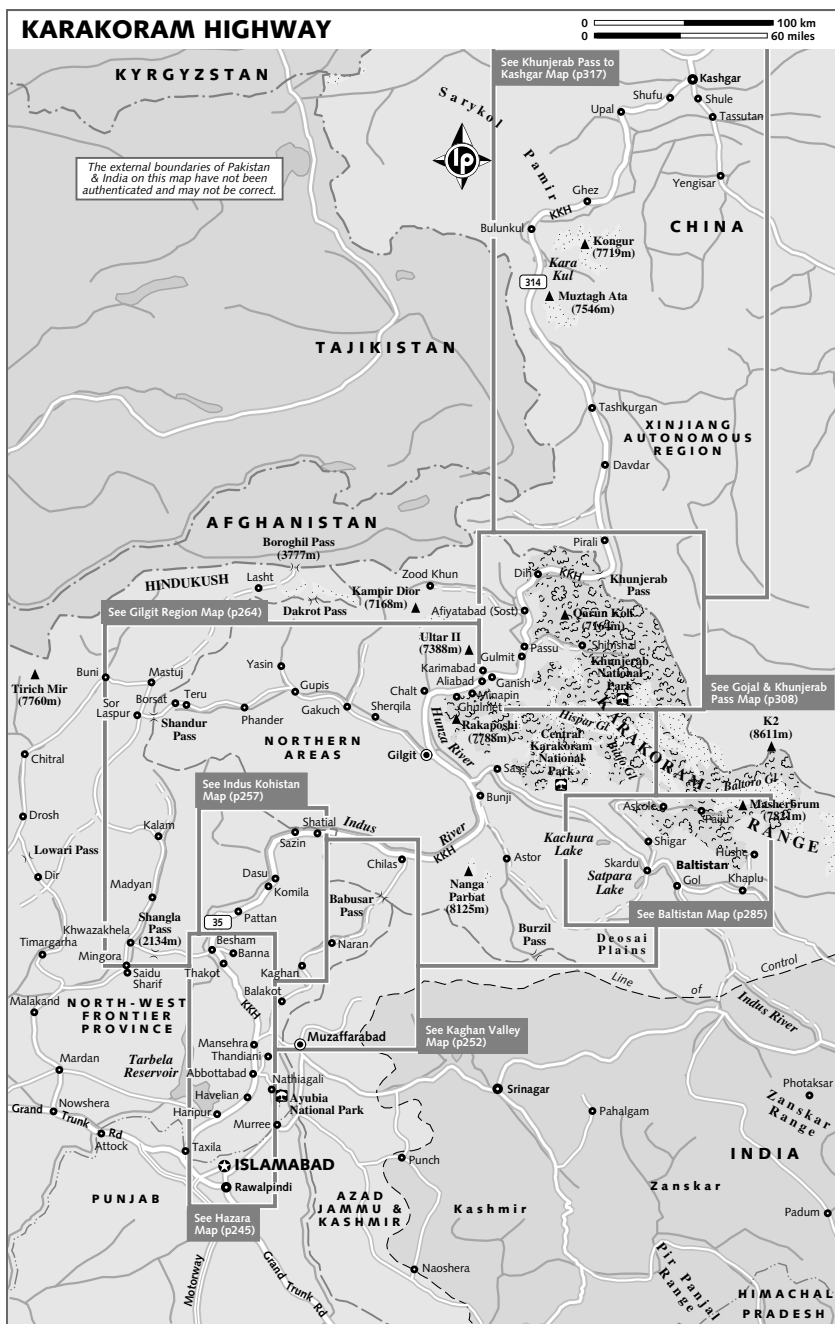 KARAKORAM HIGHWAY
0 100 km
0 60 miles
See Khunjerab Pass to
Kashgar Map (p317)
KYRGYZSTAN
Kashgar
Shufu
Shule
Upal
Tassutan
Sarykol
lp
The external boundaries of Pakistan
& India on this map have not been
authenticated and may not be correct.
Pamir
Yengisar
Ghez
KKH
Bulunkul
CHINA
Kongur
(7719m)
Kara
Kul
314
Muztagh Ata
(7546m)
TAJIKISTAN
Tashkurgan
XINJIANG
AUTONOMOUS
REGION
Davdar
AFGHANISTAN
Boroghil Pass
(3777m)
Pirali
HINDUKUSH
Lasht
Zood Khun
Dih
KKH
Khunjerab
Pass
Kampir Dior
(7168m)
Dakrot Pass
Afiyatabad (Sost)
Qurun Koh
(7164m)
See Gilgit Region Map (p264)
Ultar II
(7388m)
Passu
Shimshal
Gulmit
Khunjerab
National
Park
Buni
Mastuj
Yasin
Karimabad
Aliabad
Ganish
Tirich Mir
(7760m)
Gupis
Chalt
Minapin
Ghulmet
See Gojal & Khunjerab
Pass Map (p308)
Sor
Laspur
Borsat
Teru
Gakuch
Sherqila
Shandur
Pass
Phander
Hunza River
Rakaposhi
(7788m)
Hispar Gl
KARAKORAM
RANGE
K2
(8611m)
NORTHERN
AREAS
Gilgit
Central
Karakoram
National
Park
Biafo Gl
Baltoro Gl
Chitral
Sassi
See Indus Kohistan
Map (p257)
Bunji
Askole
Paiju
Masherbrum
(7821m)
Drosh
Kalam
Shatial
Sazin
Indus
River
KKH
Kachura
Lake
Shigar
Hushe
Lowari Pass
Chilas
Astor
Skardu
Baltistan
Dir
Dasu
Komila
Nanga
Parbat
(8125m)
Satpara
Lake
Gol
Khaplu
Madyan
Babusar
Pass
Pattan
35
Khwazakhela
Shangla
Pass
(2134m)
See Baltistan Map (p285)
Burzil
Pass
Deosai
Plains
Timargarha
Mingora
Besham
Banna
Naran
Saidu
Sharif
Thakot
Kaghan
Line of Control
Malakand
Balakot
Indus River
NORTH-WEST
FRONTIER
PROVINCE
KKH
Muzaffarabad
See Kaghan Valley
Map (p252)
Mansehra
Thandiani
Tarbela
Reservoir
Mardan
Abbottabad
Nathiagali
Srinagar
Photaksar
Havelian
Ayubia
National Park
Zanskar
Range
Nowshera
Haripur
Pahalgam
Grand Trunk Rd
Murree
Attock
Taxila
INDIA
ISLAMABAD
Punch
Rawalpindi
Zanskar
PUNJAB
AZAD
JAMMU &
KASHMIR
Kashmir
Padum
See Hazara
Map (p245)
Motorway
Grand Trunk Rd
Naoshera
Pir Panjal
Range
HIMACHAL
PRADESH